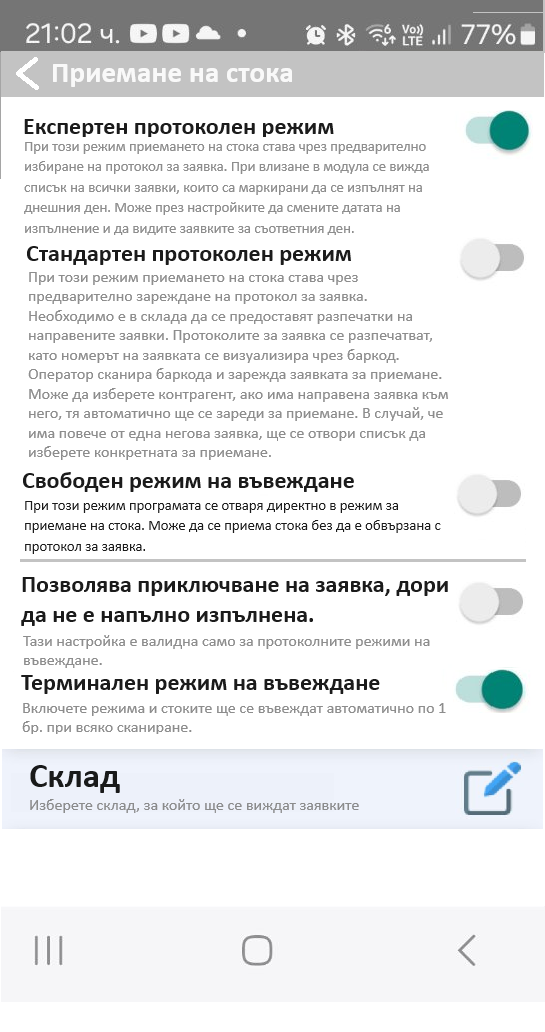 21:02 ч.
Vo))
LTE
6
77%
Приемане на стока
Експертен протоколен режим
При този режим приемането на стока става чрез предварително
избиране на протокол за заявка. При влизане в модула се вижда
списък на всички заявки, които са маркирани да се изпълнят на
днешния ден. Може през настройките да смените датата на
изпълнение и да видите заявките за съответния ден.
Стандартен протоколен режим
При този режим приемането на стока става чрез
предварително зареждане на протокол за заявка.
Необходимо е в склада да се предоставят разпечатки на
направените заявки. Протоколите за заявка се разпечатват,
като номерът на заявката се визуализира чрез баркод.
Оператор сканира баркода и зарежда заявката за приемане.
Може да изберете контрагент, ако има направена заявка към
него, тя автоматично ще се зареди за приемане. В случай, че
има повече от една негова заявка, ще се отвори списък да
изберете конкретната за приемане.
Свободен режим на въвеждане
При този режим програмата се отваря директно в режим за
приемане на стока. Може да се приема стока без да е обвързана с
протокол за заявка.
Позволява приключване на заявка, дори
да не е напълно изпълнена.
Тази настройка е валидна само за протоколните режими на
въвеждане.
Терминален режим на въвеждане
Включете режима и стоките ще се въвеждат автоматично по 1
бр. при всяко сканиране.
Склад
Изберете склад, за който ще се виждат заявките